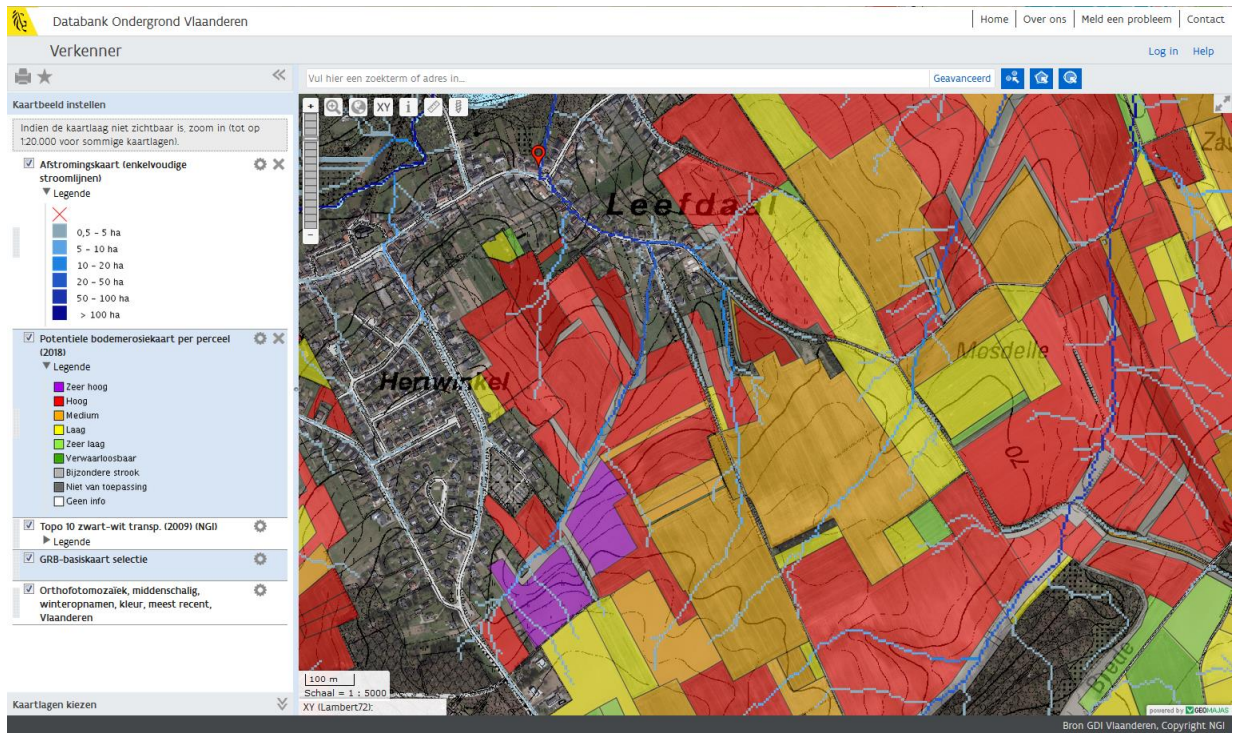 Databank Ondergrond Vlaanderen
Home Over ons Meld een probleem Contact
Verkenner
Log in Help
Vul hier een zoekterm of adres in...
Geavanceerd
Kaartbeeld instellen
Indien de kaartlaag niet zichtbaar is, zoom in (tot op
1:20.000 voor sommige kaartlagen).
Afstromingskaart (enkelvoudige
stroomlijnen)
Legende
0,5 - 5 ha
5 - 10 ha
10 - 20 ha
20 - 50 ha
50 - 100 ha
> 100 ha
Potentiele bodemerosiekaart per perceel
(2018)
Legende
Zeer hoog
Hoog
Medium
Laag
Zeer laag
Verwaarloosbaar
Bijzondere strook
Niet van toepassing
Geen info
Topo 10 zwart-wit transp. (2009) (NGI)
Legende
GRB-basiskaart selectie
Orthofotomozaïek, middenschalig,
winteropnamen, kleur, meest recent,
Vlaanderen
Kaartlagen kiezen
+
XY
i
-
Leefdaal
Hertwinkel
Mosdelle
70
Brede
100 m
Schaal = 1 : 5000
XY (Lambert72):
powered by GEOMAJAS
Bron GDI Vlaanderen, Copyright NGI